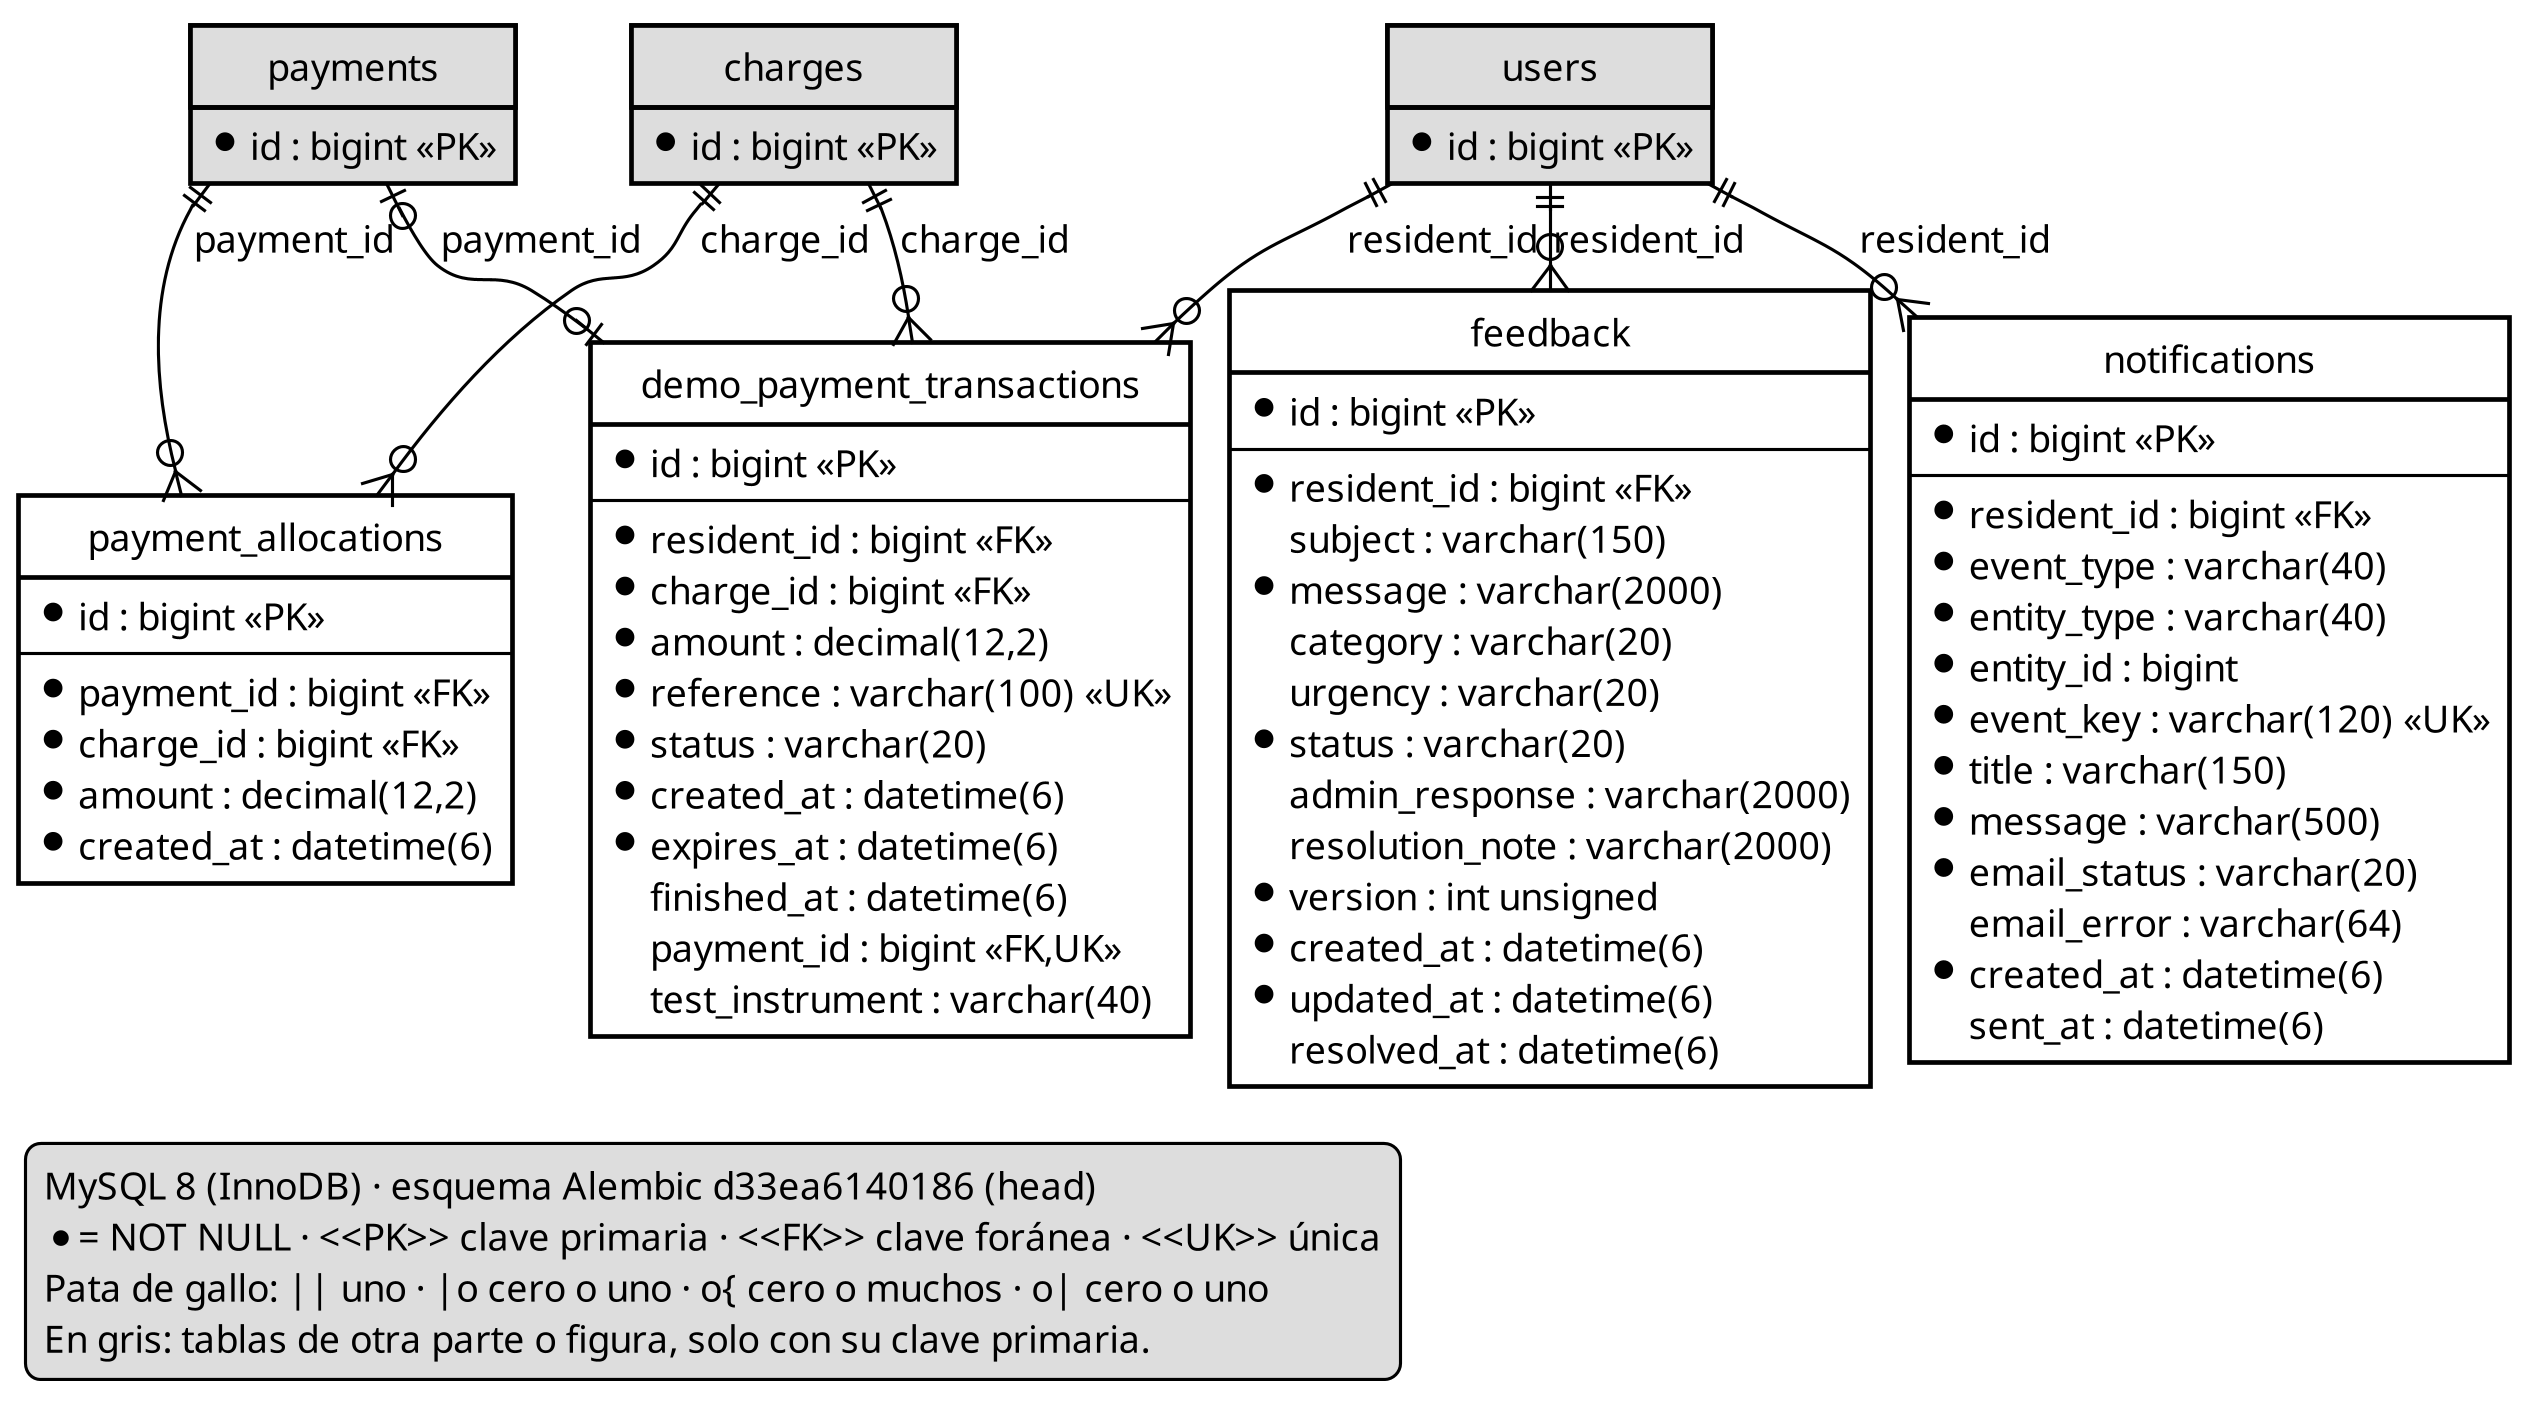 payments
● id : bigint «PK»
charges
● id : bigint «PK»
users
● id : bigint «PK»
payment_id
payment_id
charge_id
charge_id
resident_id
resident_id
resident_id
payment_allocations
● id : bigint «PK»
● payment_id : bigint «FK»
● charge_id : bigint «FK»
● amount : decimal(12,2)
● created_at : datetime(6)
demo_payment_transactions
● id : bigint «PK»
● resident_id : bigint «FK»
● charge_id : bigint «FK»
● amount : decimal(12,2)
● reference : varchar(100) «UK»
● status : varchar(20)
● created_at : datetime(6)
● expires_at : datetime(6)
finished_at : datetime(6)
payment_id : bigint «FK,UK»
test_instrument : varchar(40)
feedback
● id : bigint «PK»
● resident_id : bigint «FK»
subject : varchar(150)
● message : varchar(2000)
category : varchar(20)
urgency : varchar(20)
● status : varchar(20)
admin_response : varchar(2000)
resolution_note : varchar(2000)
● version : int unsigned
● created_at : datetime(6)
● updated_at : datetime(6)
resolved_at : datetime(6)
notifications
● id : bigint «PK»
● resident_id : bigint «FK»
● event_type : varchar(40)
● entity_type : varchar(40)
● entity_id : bigint
● event_key : varchar(120) «UK»
● title : varchar(150)
● message : varchar(500)
● email_status : varchar(20)
email_error : varchar(64)
● created_at : datetime(6)
sent_at : datetime(6)
MySQL 8 (InnoDB) · esquema Alembic d33ea6140186 (head)
● = NOT NULL · <<PK>> clave primaria · <<FK>> clave foránea · <<UK>> única
Pata de gallo: || uno · |o cero o uno · o{ cero o muchos · o| cero o uno
En gris: tablas de otra parte o figura, solo con su clave primaria.